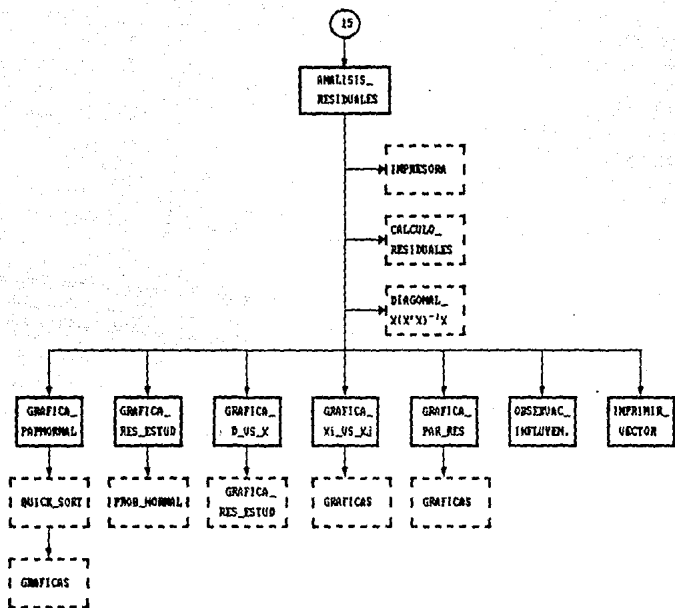 15
ANALISIS_
RESIDUALES
IMPRESORA
CALCULO_
RESIDUALES
DIAGONAL_
X(X'X)⁻¹X
GRAFICA_
PAPNORMAL
GRAFICA_
RES_ESTUD
GRAFICA_
D_VS_X
GRAFICA_
Xi_VS_Xj
GRAFICA_
PAR_RES
OBSERVAC_
INFLUYEN.
IMPRIMIR_
VECTOR
QUICK_SORT
PROB_NORMAL
GRAFICA_
RES_ESTUD
GRAFICAS
GRAFICAS
GRAFICAS